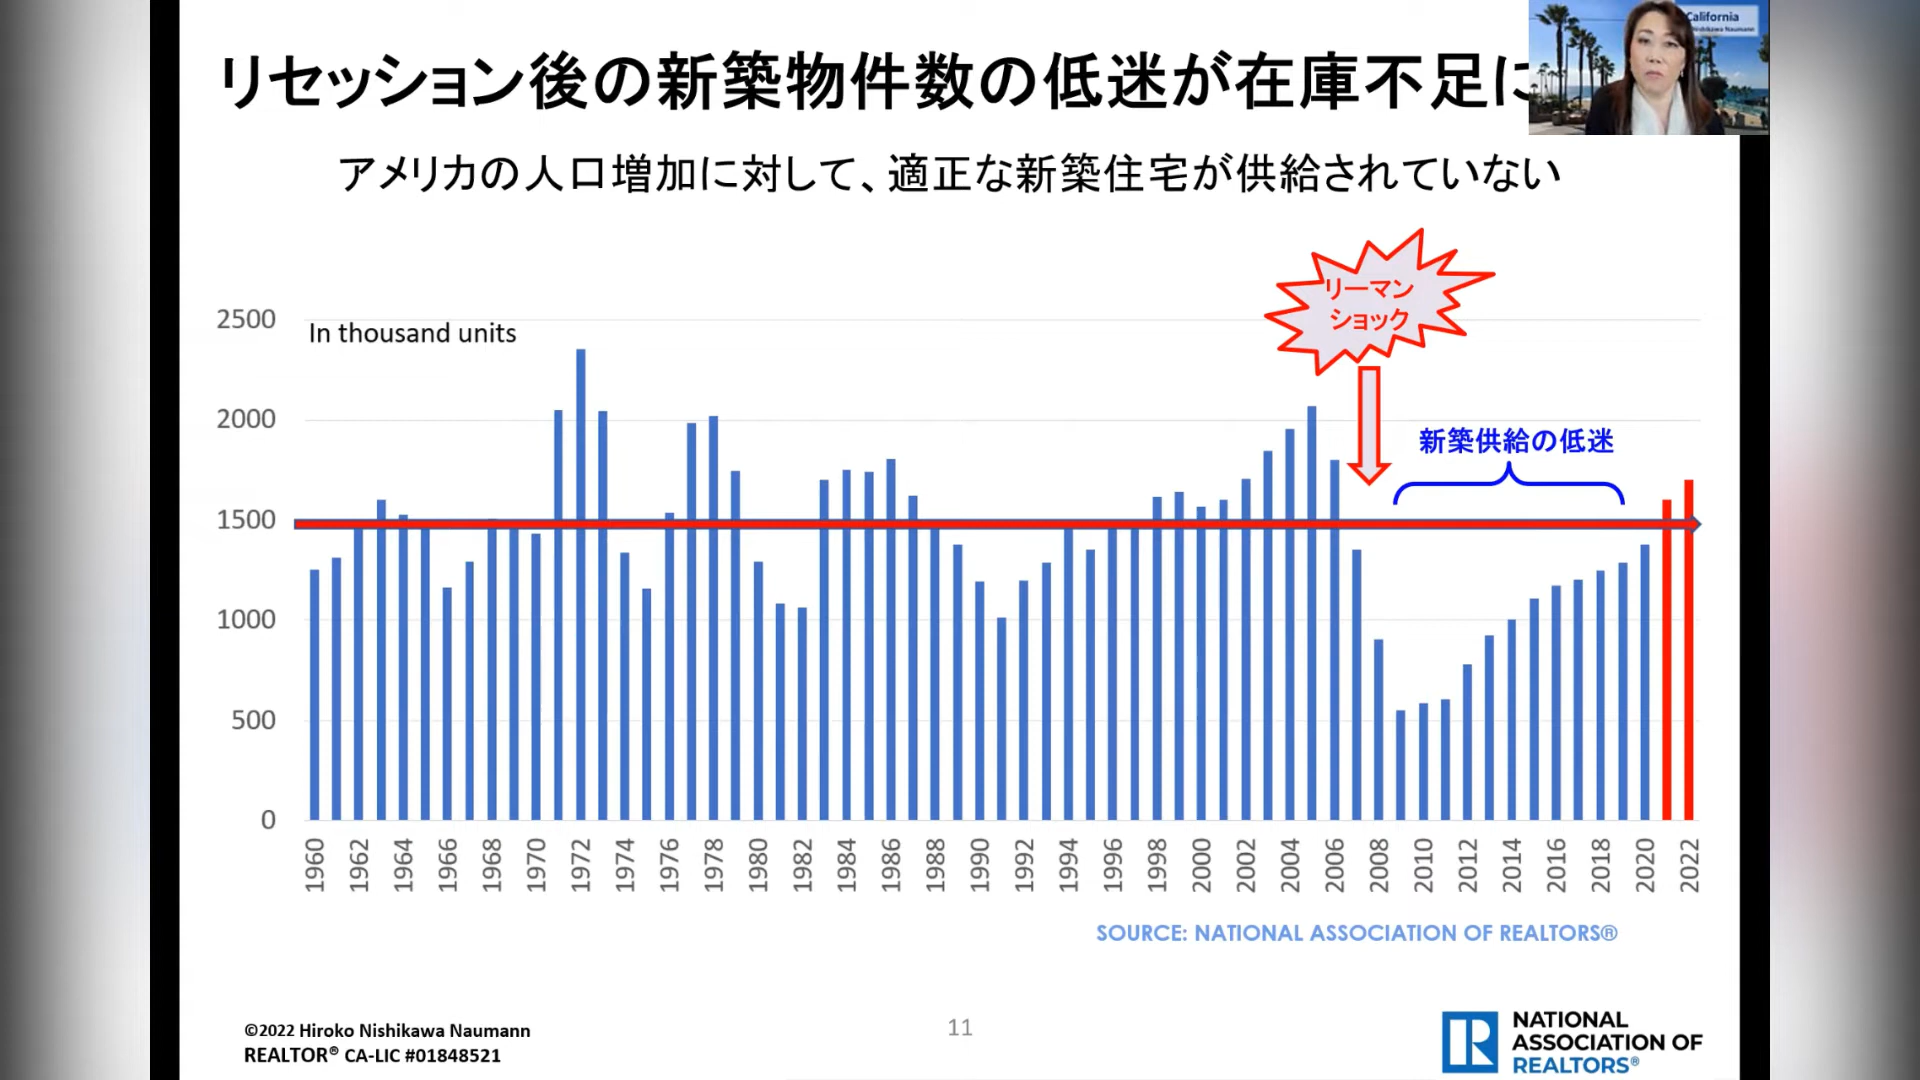 リセッション後の新築物件数の低迷が在庫不足に
California
Nishikawa Naumann
アメリカの人口増加に対して、適正な新築住宅が供給されていない
リーマン
ショック
2500
In thousand units
2000
新築供給の低迷
1500
1000
500
0
1960 1962 1964 1966 1968 1970 1972 1974 1976 1978 1980 1982 1984 1986 1988 1990 1992 1994 1996 1998 2000 2002 2004 2006 2008 2010 2012 2014 2016 2018 2020 2022
SOURCE: NATIONAL ASSOCIATION OF REALTORS®
©2022 Hiroko Nishikawa Naumann
REALTOR® CA-LIC #01848521
11
NATIONAL
ASSOCIATION OF
REALTORS®